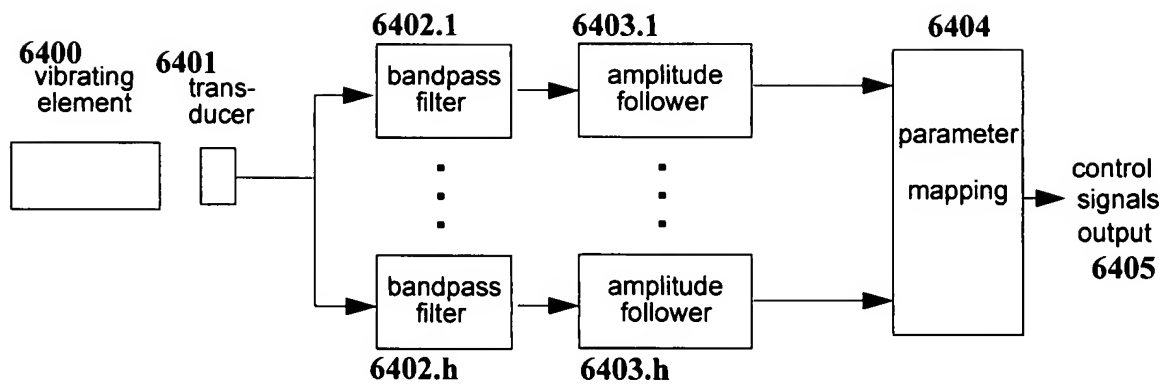 6400
vibrating
element
6401
trans-
ducer
6402.1
bandpass
filter
6403.1
amplitude
follower
6404
parameter
mapping
control
signals
output
6405
bandpass
filter
6402.h
amplitude
follower
6403.h